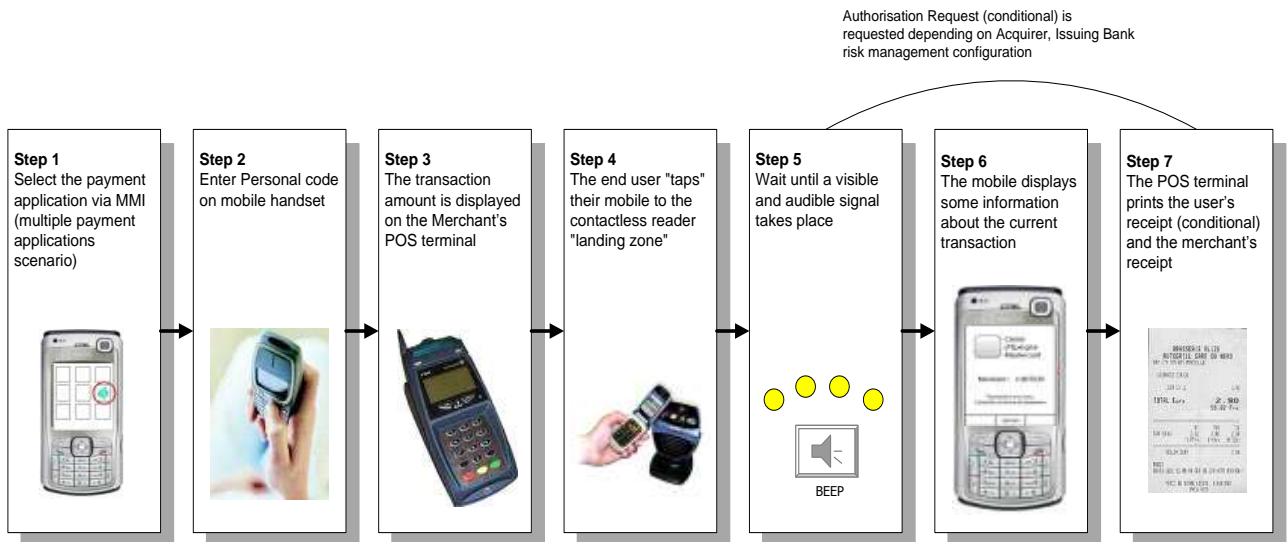 Authorisation Request (conditional) is
requested depending on Acquirer, Issuing Bank
risk management configuration
Step 1
Select the payment
application via MMI
(multiple payment
applications
scenario)
Step 2
Enter Personal code
on mobile handset
Step 3
The transaction
amount is displayed
on the Merchant's
POS terminal
Step 4
The end user "taps"
their mobile to the
contactless reader
"landing zone"
Step 5
Wait until a visible
and audible signal
takes place
BEEP
Step 6
The mobile displays
some information
about the current
transaction
Step 7
The POS terminal
prints the user's
receipt (conditional)
and the merchant's
receipt
TOTAL Euro 2.90